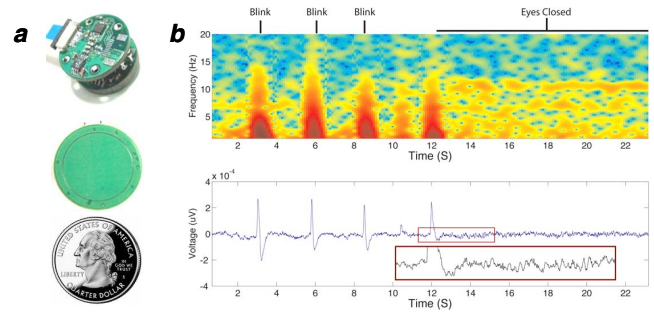 a
b
Blink
Blink
Blink
Eyes Closed
Frequency (Hz)
20
15
10
5
2 4 6 8 10 12 14 16 18 20 22
Time (S)
x 10⁻⁴
Voltage (uV)
4
2
0
-2
-4
2 4 6 8 10 12 14 16 18 20 22
Time (S)
UNITED STATES OF AMERICA
LIBERTY
IN
GOD WE
TRUST
QUARTER DOLLAR